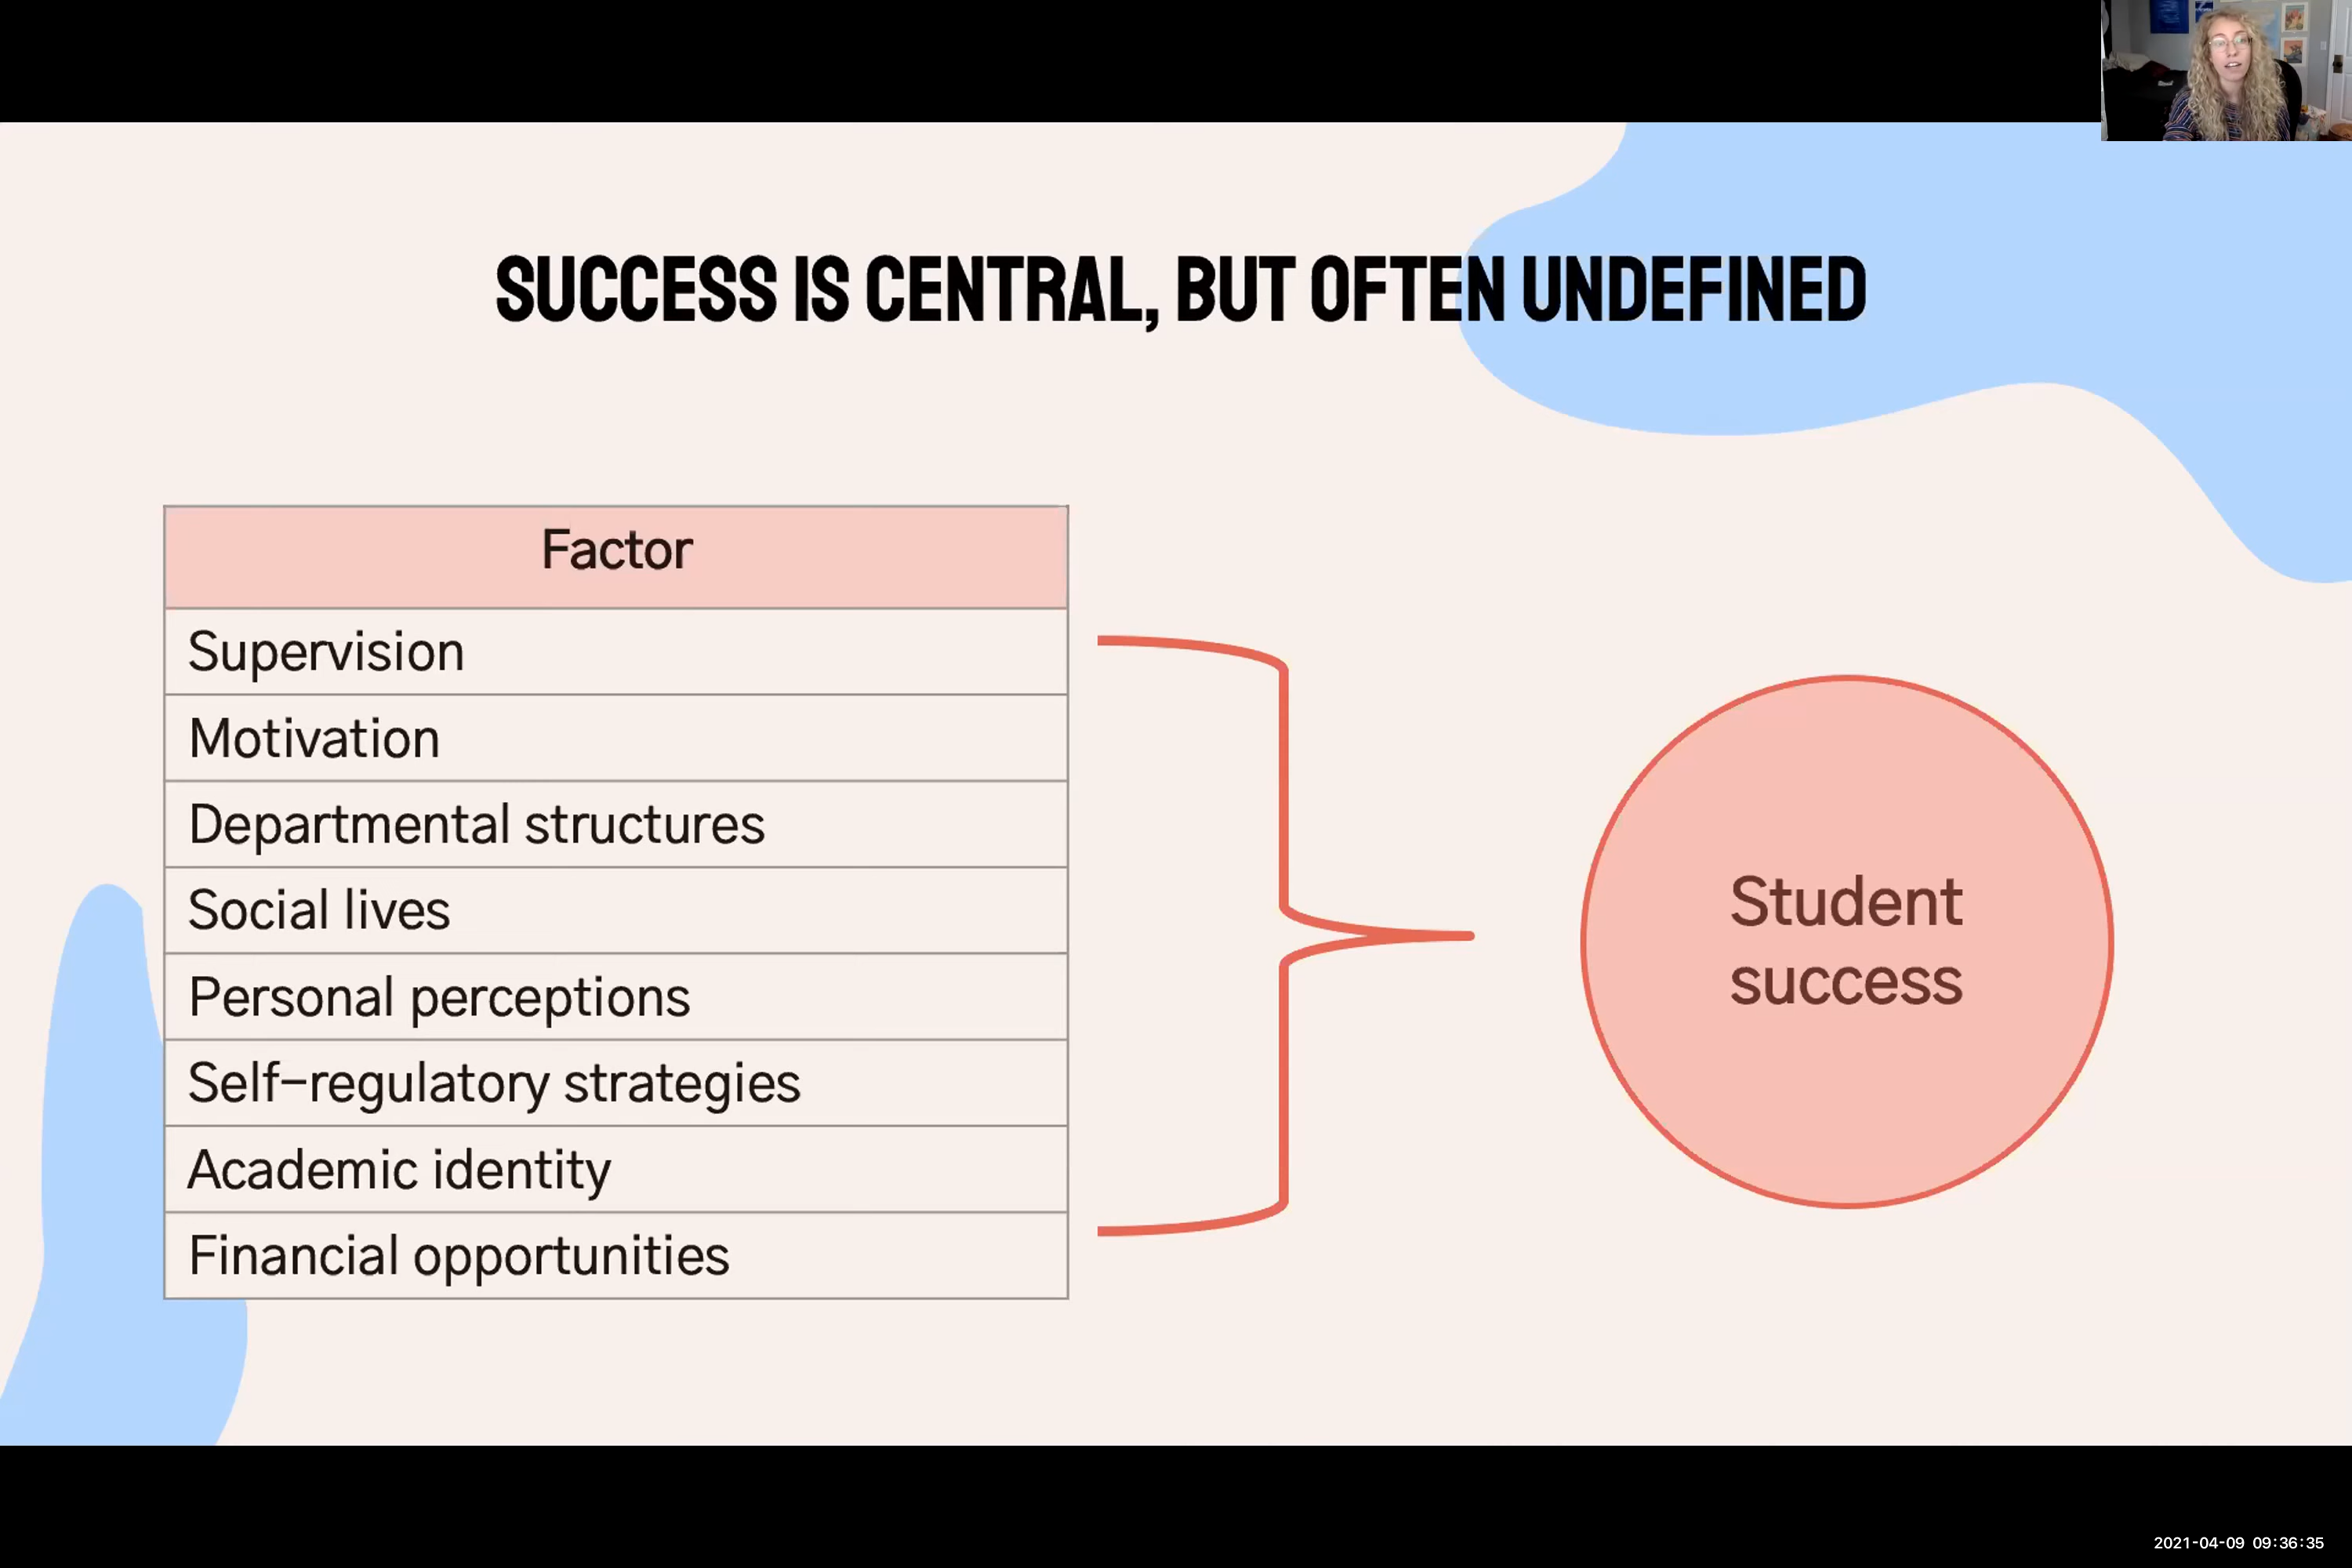 SUCCESS IS CENTRAL, BUT OFTEN UNDEFINED
Factor
Supervision
Motivation
Departmental structures
Social lives
Personal perceptions
Self-regulatory strategies
Academic identity
Financial opportunities
Student
success
2021-04-09 09:36:35